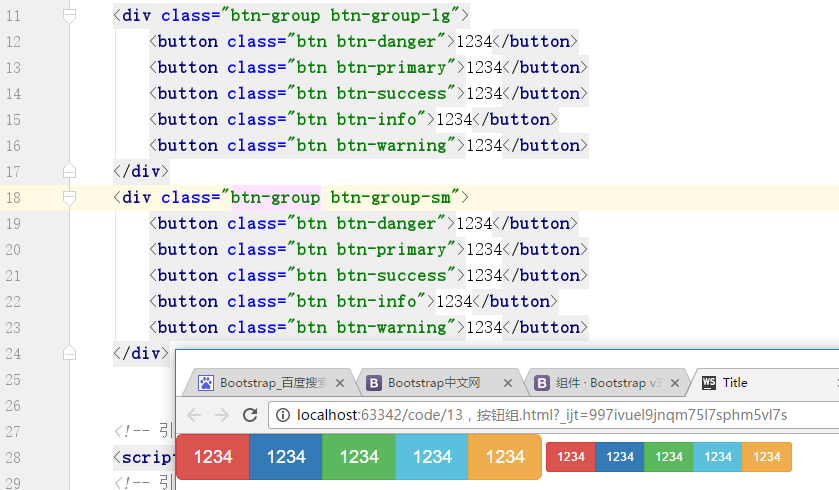 11 <div class="btn-group btn-group-lg">
12 <button class="btn btn-danger">1234</button>
13 <button class="btn btn-primary">1234</button>
14 <button class="btn btn-success">1234</button>
15 <button class="btn btn-info">1234</button>
16 <button class="btn btn-warning">1234</button>
17 </div>
18 <div class="btn-group btn-group-sm">
19 <button class="btn btn-danger">1234</button>
20 <button class="btn btn-primary">1234</button>
21 <button class="btn btn-success">1234</button>
22 <button class="btn btn-info">1234</button>
23 <button class="btn btn-warning">1234</button>
24 </div>
25
26
27 <!-- 引
28 <script
29 <!-- 引
Bootstrap_百度搜索 Bootstrap中文网 组件 · Bootstrap v3 WS Title
localhost:63342/code/13，按钮组.html?_ijt=997ivuel9jnqm75l7sphm5vl7s
1234 1234 1234 1234 1234 1234 1234 1234 1234 1234